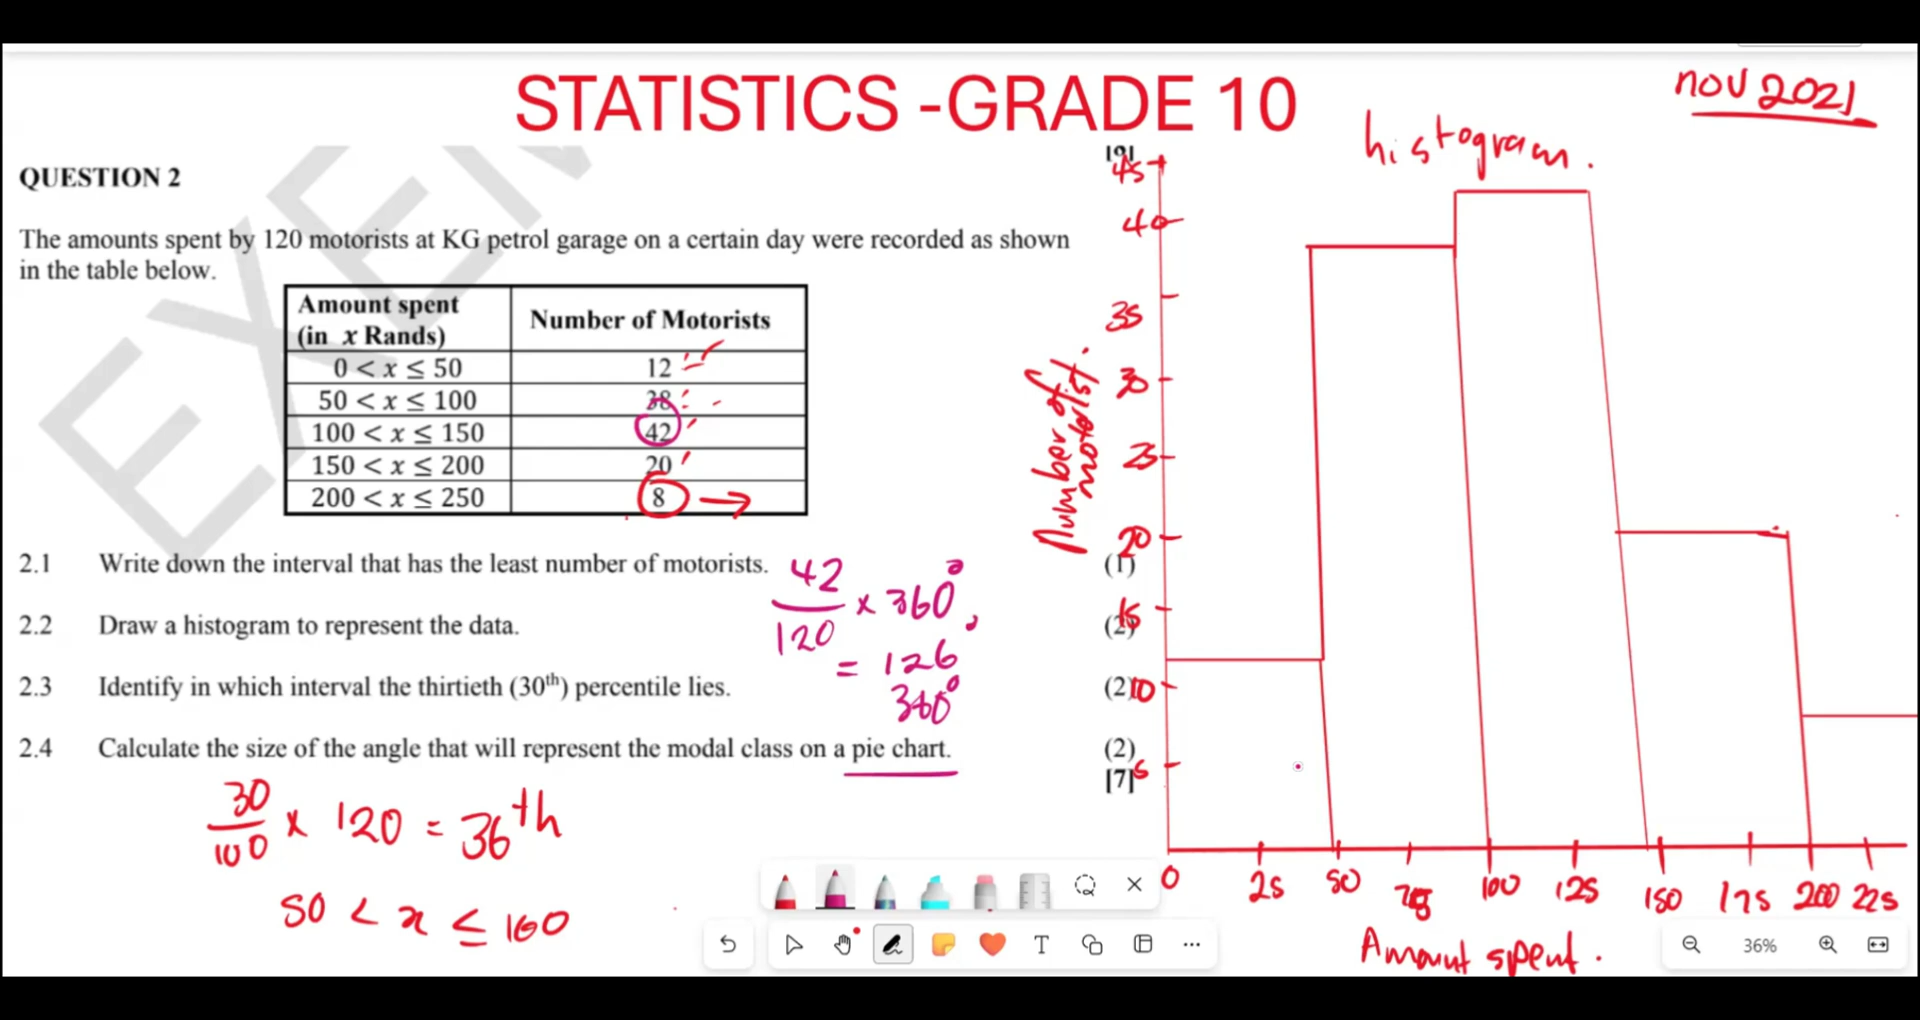 STATISTICS -GRADE 10
nov 2021
histogram.
QUESTION 2
The amounts spent by 120 motorists at KG petrol garage on a certain day were recorded as shown
in the table below.
Amount spent
(in x Rands)
Number of Motorists
0 < x ≤ 50 12
50 < x ≤ 100 38
100 < x ≤ 150 42
150 < x ≤ 200 20
200 < x ≤ 250 8
2.1 Write down the interval that has the least number of motorists. (1)
2.2 Draw a histogram to represent the data. (2)
2.3 Identify in which interval the thirtieth (30th) percentile lies. (2)
2.4 Calculate the size of the angle that will represent the modal class on a pie chart. (2)
[7]
42/120 × 360°
= 126
360°
30/100 × 120 = 36th
50 < x ≤ 100
Number of
motorist.
45
40
35
30
25
20
15
10
5
0 25 50 75 100 125 150 175 200 225
Amount spent.
EXEM
T
36%